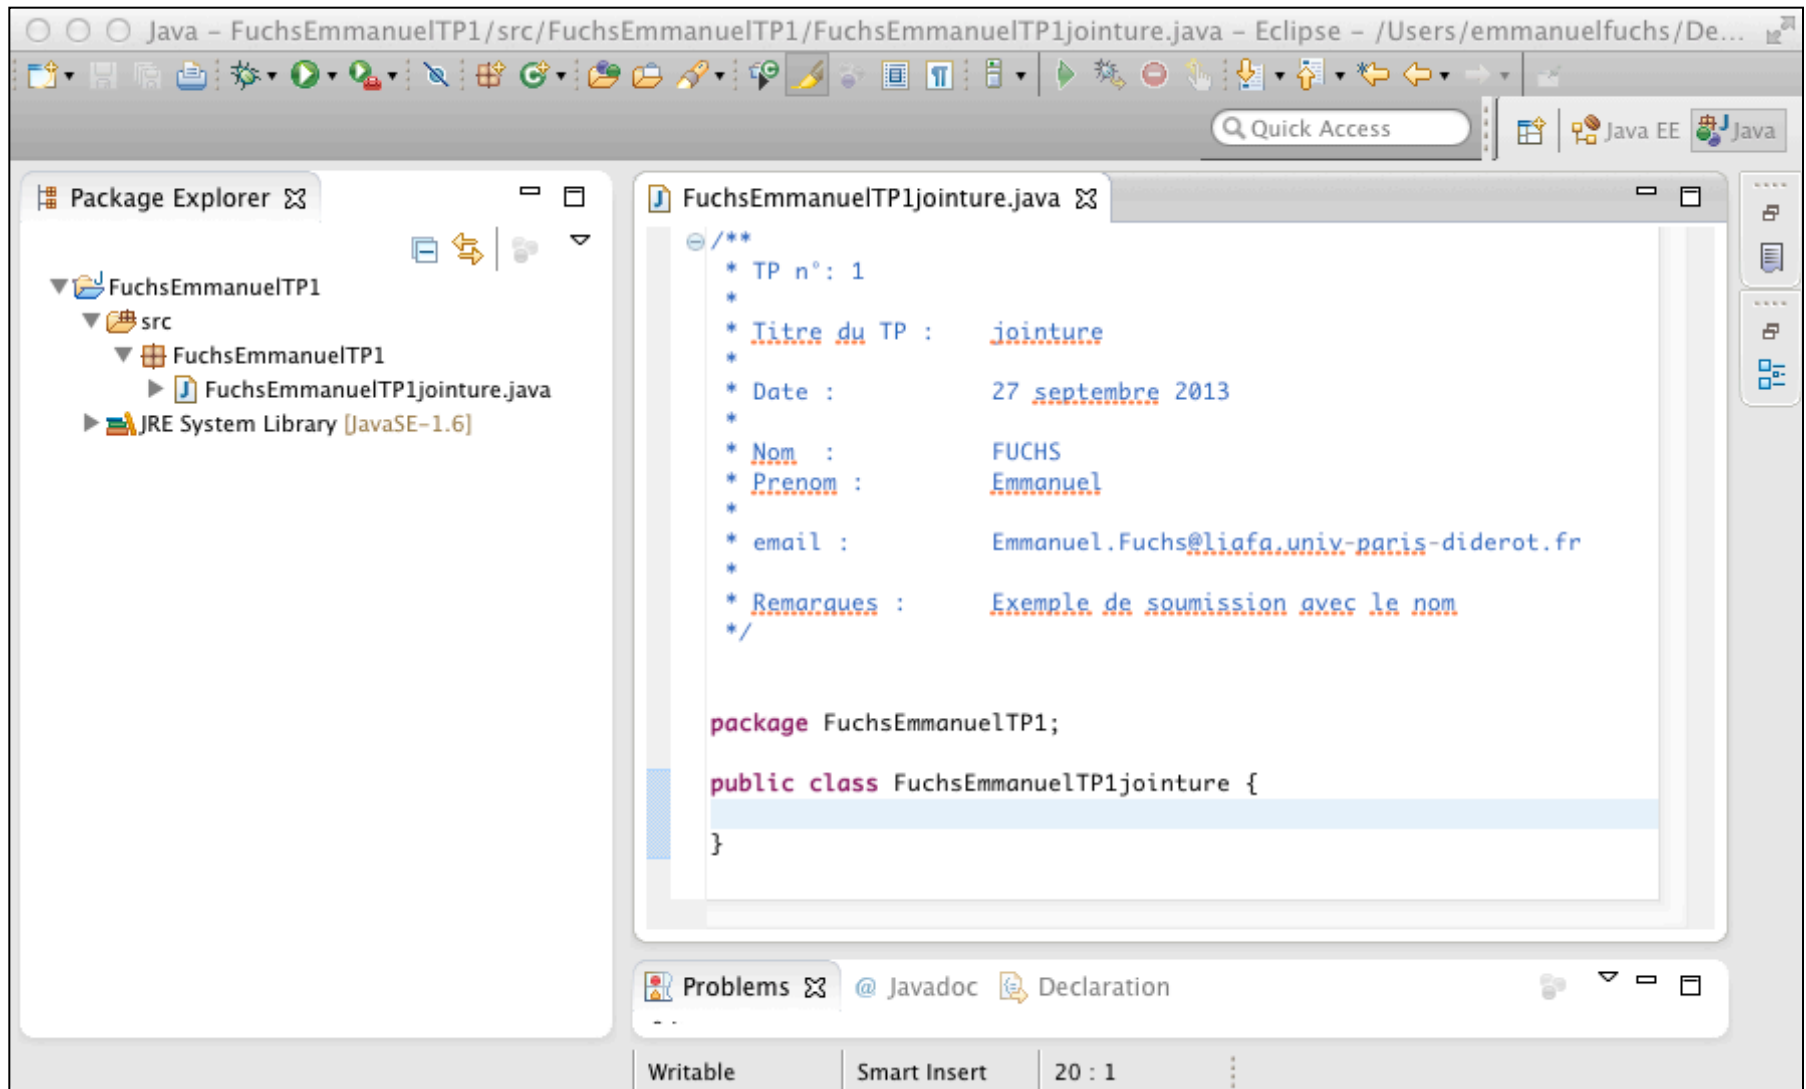 Java – FuchsEmmanuelTP1/src/FuchsEmmanuelTP1/FuchsEmmanuelTP1jointure.java – Eclipse – /Users/emmanuelfuchs/De...
Quick Access
Java EE
Java
Package Explorer
FuchsEmmanuelTP1
src
FuchsEmmanuelTP1
FuchsEmmanuelTP1jointure.java
JRE System Library [JavaSE-1.6]
FuchsEmmanuelTP1jointure.java
/**
* TP n°: 1
*
* Titre du TP : jointure
*
* Date : 27 septembre 2013
*
* Nom : FUCHS
* Prenom : Emmanuel
*
* email : Emmanuel.Fuchs@liafa.univ-paris-diderot.fr
*
* Remarques : Exemple de soumission avec le nom
*/
package FuchsEmmanuelTP1;
public class FuchsEmmanuelTP1jointure {
}
Problems @ Javadoc Declaration
Writable Smart Insert 20 : 1